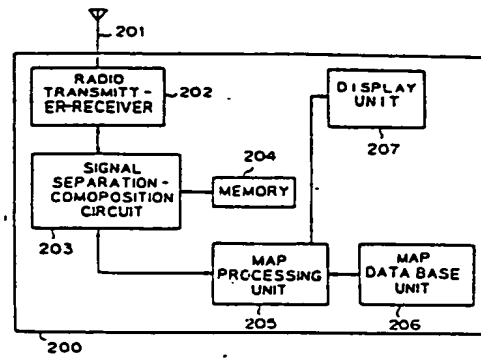 201
RADIO
TRANSMITT-
ER-RECEIVER
202
DISPLAY
UNIT
207
SIGNAL
SEPARATION-
COMOPOSITION
CIRCUIT
203
204
MEMORY
MAP
PROCESSING
UNIT
205
MAP
DATA BASE
UNIT
206
200